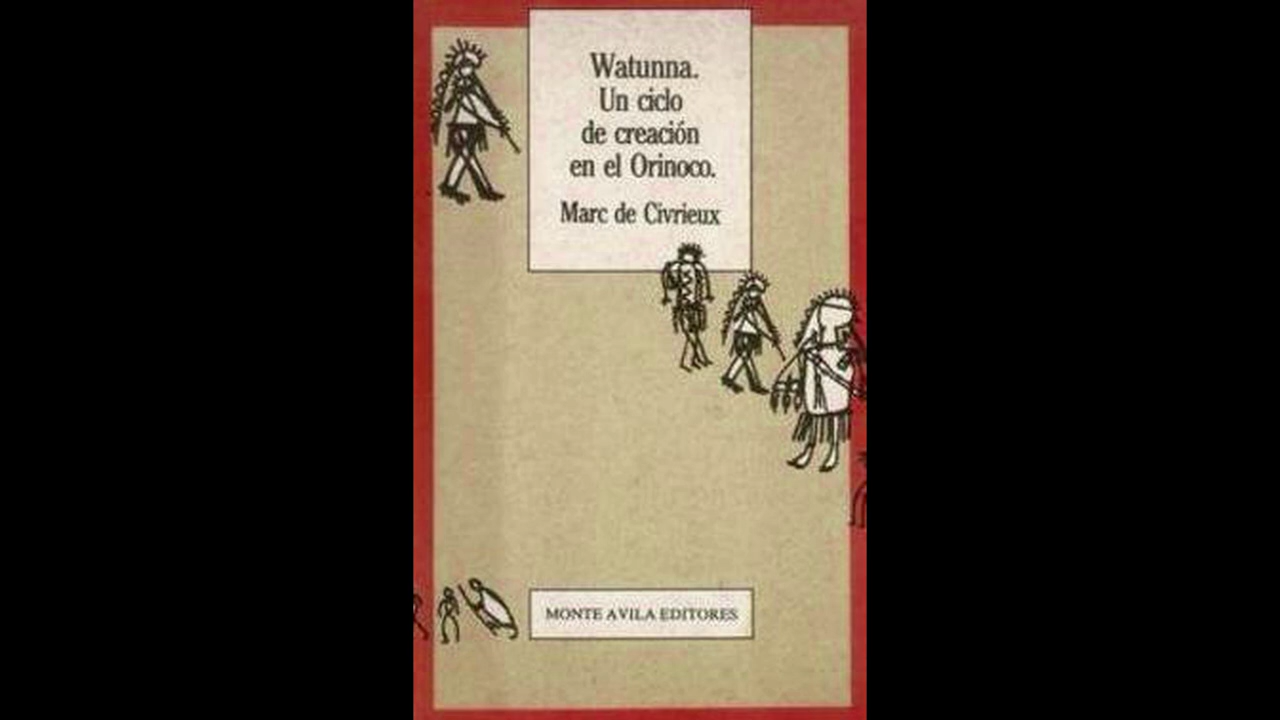 Watunna.
Un ciclo
de creación
en el Orinoco.
Marc de Civrieux
MONTE AVILA EDITORES